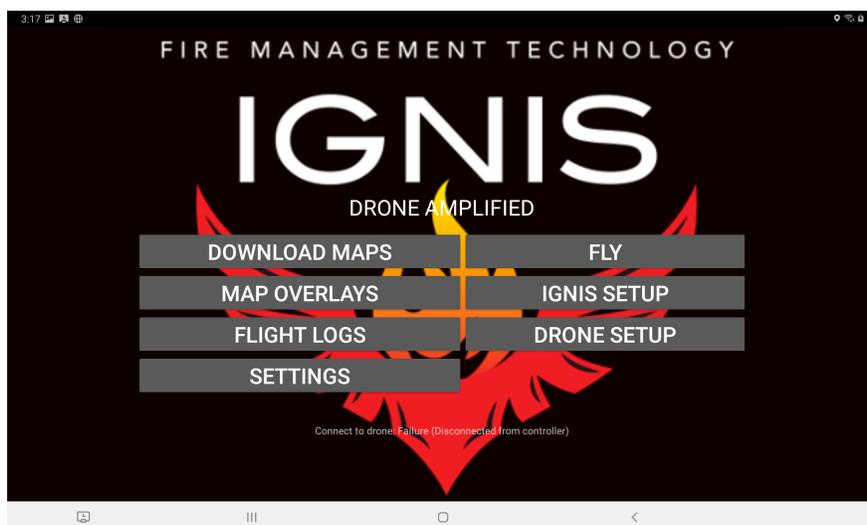 3:17
FIRE MANAGEMENT TECHNOLOGY
IGNIS
DRONE AMPLIFIED
DOWNLOAD MAPS
FLY
MAP OVERLAYS
IGNIS SETUP
FLIGHT LOGS
DRONE SETUP
SETTINGS
Connect to drone: Failure (Disconnected from controller)